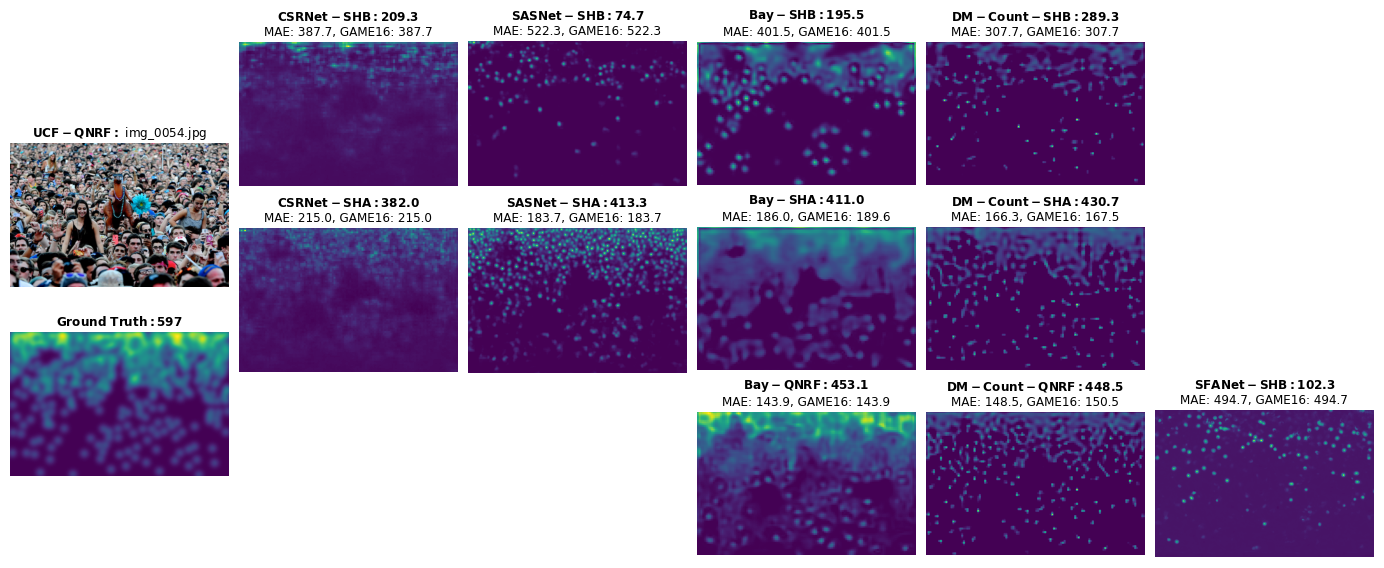 CSRNet−SHB: 209.3
MAE: 387.7, GAME16: 387.7
SASNet−SHB: 74.7
MAE: 522.3, GAME16: 522.3
Bay−SHB: 195.5
MAE: 401.5, GAME16: 401.5
DM−Count−SHB: 289.3
MAE: 307.7, GAME16: 307.7
UCF−QNRF: img_0054.jpg
CSRNet−SHA: 382.0
MAE: 215.0, GAME16: 215.0
SASNet−SHA: 413.3
MAE: 183.7, GAME16: 183.7
Bay−SHA: 411.0
MAE: 186.0, GAME16: 189.6
DM−Count−SHA: 430.7
MAE: 166.3, GAME16: 167.5
Ground Truth: 597
Bay−QNRF: 453.1
MAE: 143.9, GAME16: 143.9
DM−Count−QNRF: 448.5
MAE: 148.5, GAME16: 150.5
SFANet−SHB: 102.3
MAE: 494.7, GAME16: 494.7